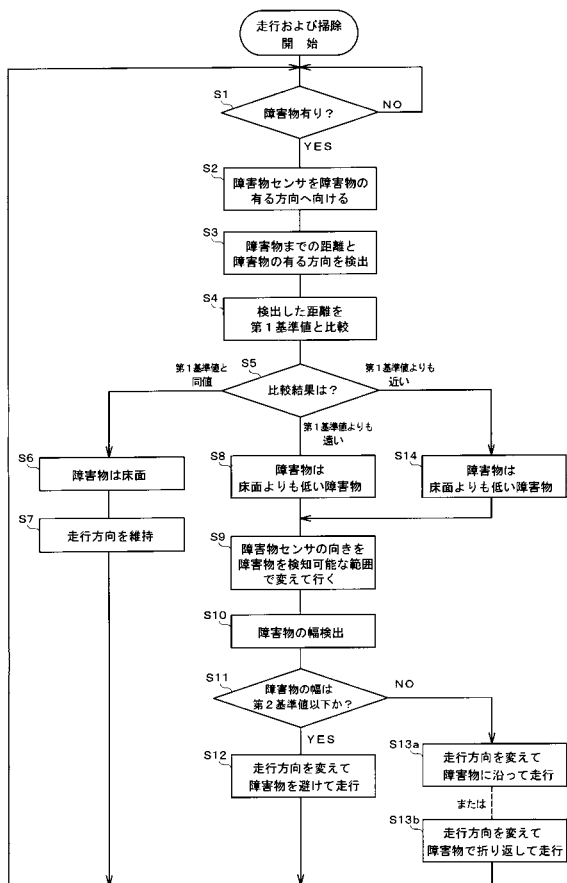 走行および掃除
開　始
S1
障害物有り？
NO
YES
S2
障害物センサを障害物の
有る方向へ向ける
S3
障害物までの距離と
障害物の有る方向を検出
S4
検出した距離を
第１基準値と比較
S5
比較結果は？
第１基準値と
同値
第１基準値よりも
近い
第１基準値よりも
遠い
S6
障害物は床面
S8
障害物は
床面よりも低い障害物
S14
障害物は
床面よりも低い障害物
S7
走行方向を維持
S9
障害物センサの向きを
障害物を検知可能な範囲
で変えて行く
S10
障害物の幅検出
S11
障害物の幅は
第２基準値以下か？
NO
YES
S12
走行方向を変えて
障害物を避けて走行
S13a
走行方向を変えて
障害物に沿って走行
または
S13b
走行方向を変えて
障害物で折り返して走行